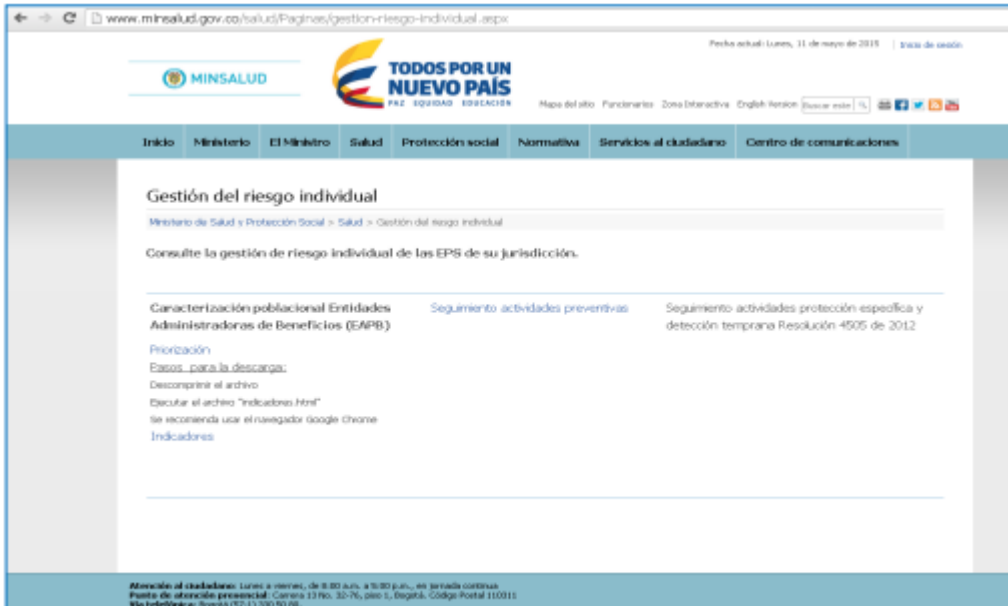 www.minsalud.gov.co/salud/Paginas/gestion-riesgo-individual.aspx
Fecha actual: Lunes, 11 de mayo de 2015 | Inicio de sesión
MINSALUD
TODOS POR UN
NUEVO PAÍS
PAZ EQUIDAD EDUCACIÓN
Mapa del sitio Funcionarios Zona Interactiva English Version Buscar este
Inicio Ministerio El Ministro Salud Protección social Normativa Servicios al ciudadano Centro de comunicaciones
Gestión del riesgo individual
Ministerio de Salud y Protección Social > Salud > Gestión del riesgo individual
Consulte la gestión de riesgo individual de las EPS de su jurisdicción.
Caracterización poblacional Entidades
Administradoras de Beneficios (EAPB)
Priorización
Pasos para la descarga:
Descomprimir el archivo
Ejecutar el archivo "indicadores.html"
Se recomienda usar el navegador Google Chrome
Indicadores
Seguimiento actividades preventivas
Seguimiento actividades protección específica y
detección temprana Resolución 4505 de 2012
Atención al ciudadano: Lunes a viernes, de 8:00 a.m. a 5:00 p.m., en jornada continua
Punto de atención presencial: Carrera 13 No. 32-76, piso 1, Bogotá. Código Postal 110311
Vía telefónica: Bogotá (57-1)